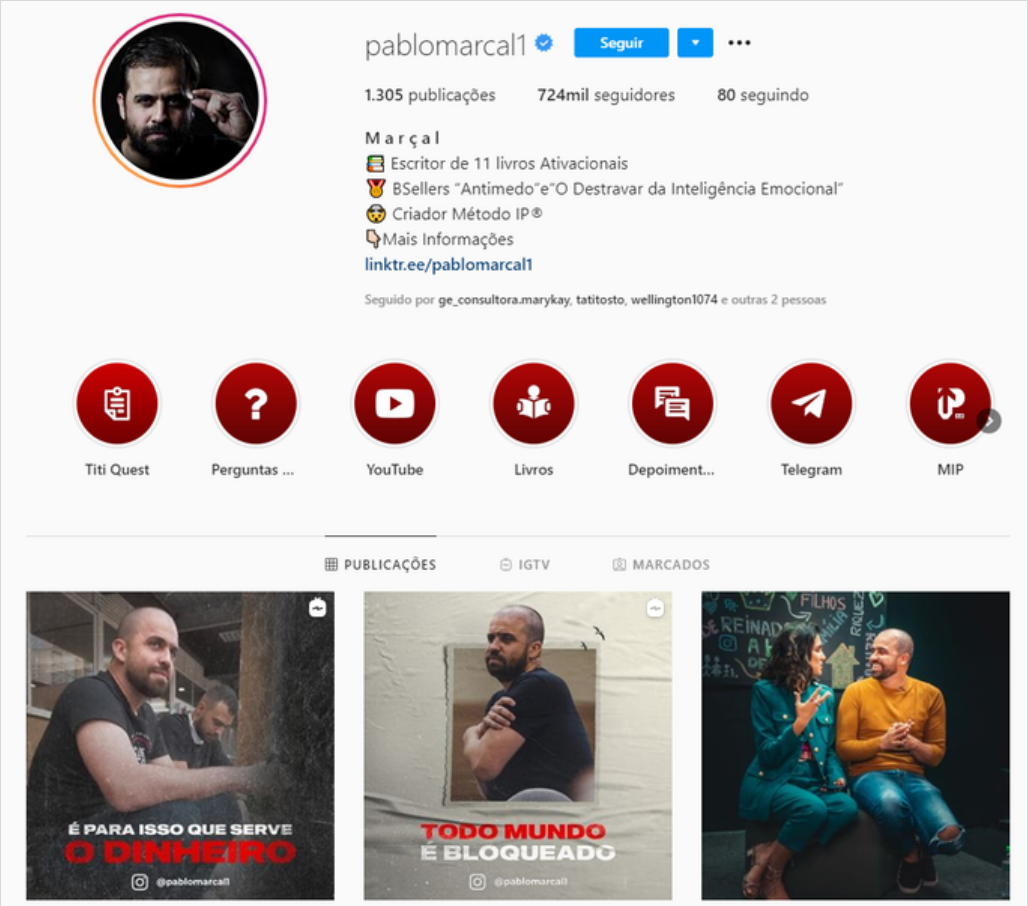 pablomarcal1
Seguir
1.305 publicações 724mil seguidores 80 seguindo
M a r ç a l
Escritor de 11 livros Ativacionais
BSellers “Antimedo”e“O Destravar da Inteligência Emocional”
Criador Método IP®
Mais Informações
linktr.ee/pablomarcal1
Seguido por ge_consultora.marykay, tatitosto, wellington1074 e outras 2 pessoas
Titi Quest
Perguntas ...
YouTube
Livros
Depoiment...
Telegram
MIP
PUBLICAÇÕES
IGTV
MARCADOS
É PARA ISSO QUE SERVE
O DINHEIRO
@pablomarcal1
TODO MUNDO
É BLOQUEADO
@pablomarcal1
FILHOS
REINAD
A
DE
RIQUEZ